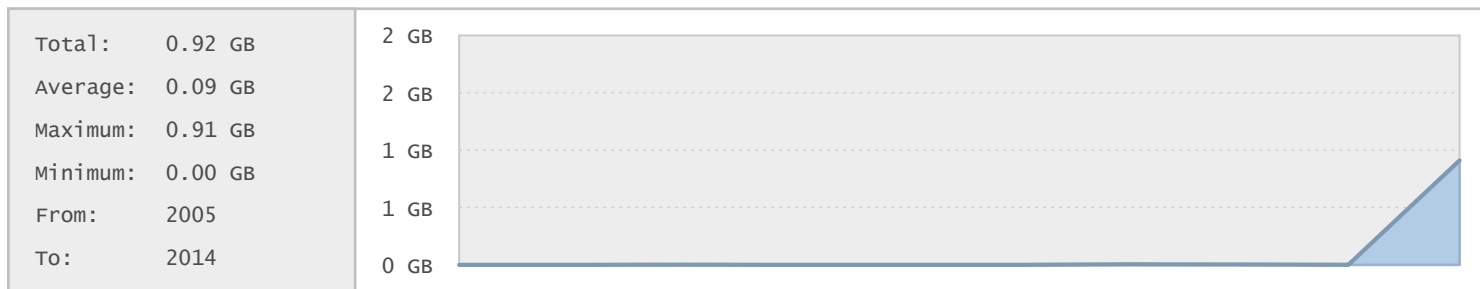 Total: 0.92 GB
Average: 0.09 GB
Maximum: 0.91 GB
Minimum: 0.00 GB
From: 2005
To: 2014
2 GB
2 GB
1 GB
1 GB
0 GB